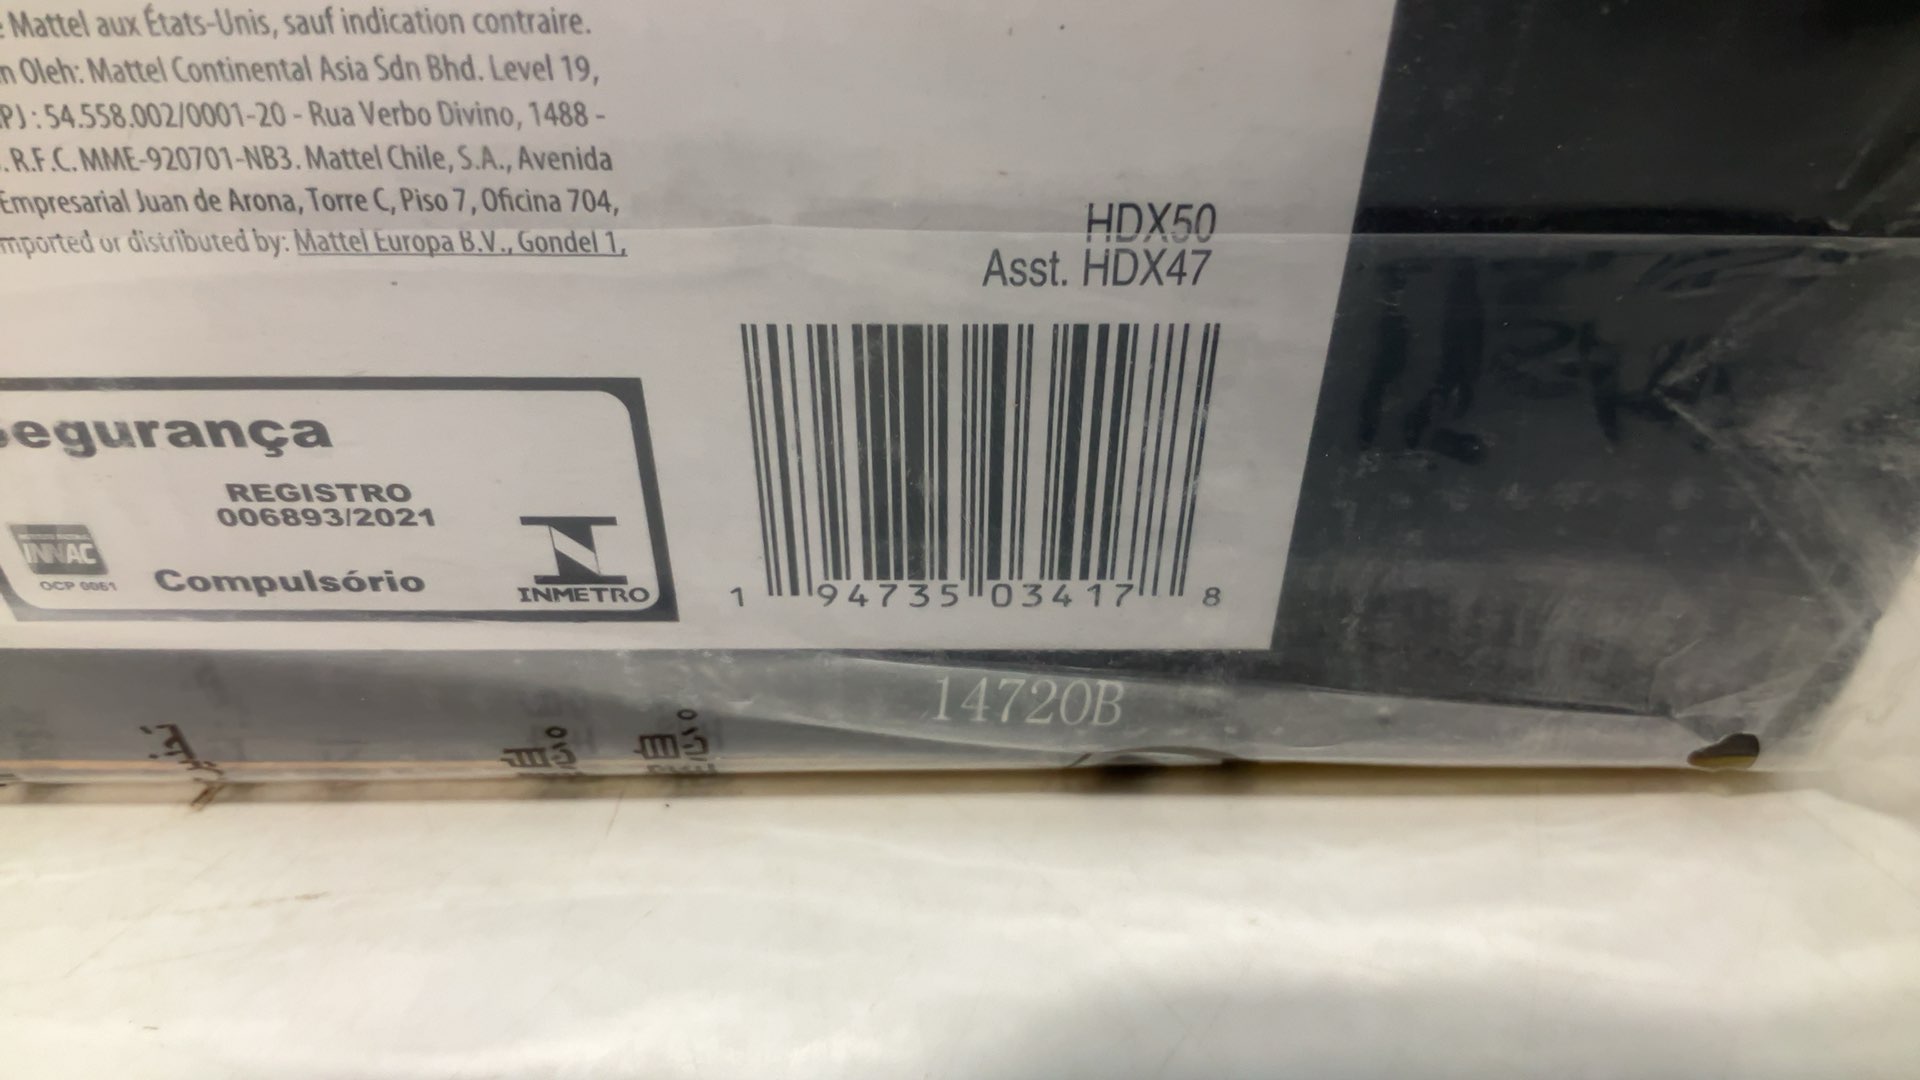 Mattel aux États-Unis, sauf indication contraire.
Oleh: Mattel Continental Asia Sdn Bhd. Level 19,
PJ: 54.558.002/0001-20 - Rua Verbo Divino, 1488 -
. R.F.C. MME-920701-NB3. Mattel Chile, S.A., Avenida
Empresarial Juan de Arona, Torre C, Piso 7, Oficina 704,
mported or distributed by: Mattel Europa B.V., Gondel 1,
HDX50
Asst. HDX47
Segurança
REGISTRO
006893/2021
INNAC
OCP 0061
Compulsório
INMETRO
1 94735 03417 8
14720B